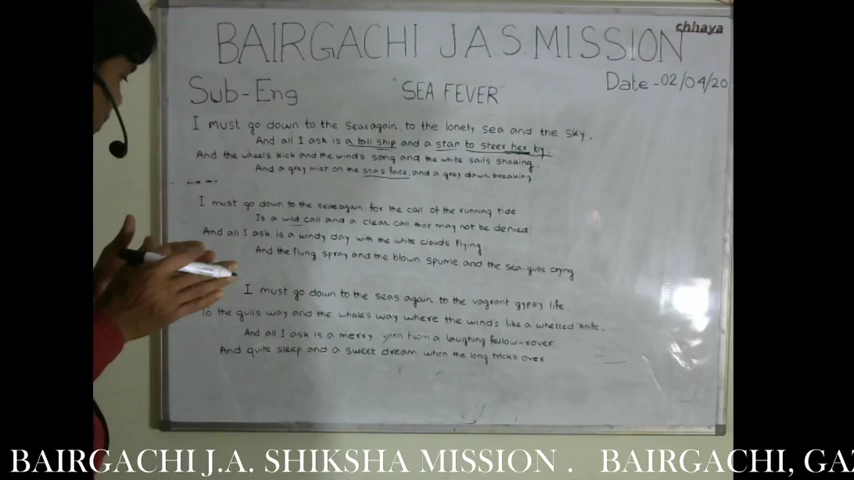 chhaya
BAIRGACHI J.A S. MISSION
Sub-Eng "SEA FEVER" Date-02/04/20
I must go down to the seas again, to the lonely sea and the sky,
And all I ask is a tall ship and a star to steer her by
And the wheels kick and the wind's song and the white sails shaking,
And a grey mist on the seas face, and a grey dawn breaking
I must go down to the seas again, for the call of the running tide
Is a wild call and a clear call that may not be denied
And all I ask is a windy day with the white clouds flying
And the flung spray and the blown spume and the sea-gulls crying
I must go down to the seas again, to the vagrant gypsy life
To the gulls way and the whales way where the winds like a whetted knife,
And all I ask is a merry yarn from a laughing fellow-rover
And quite sleep and a sweet dream when the long tricks over
BAIRGACHI J.A. SHIKSHA MISSION . BAIRGACHI, GAZ